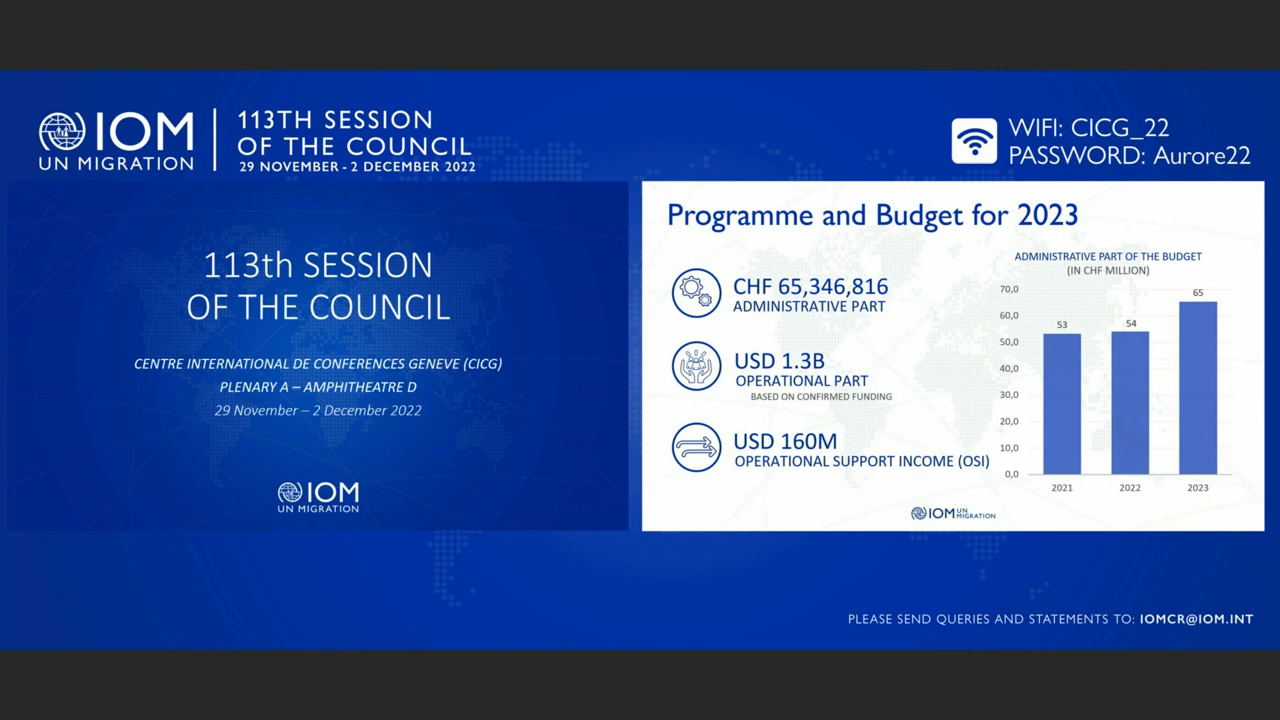 IOM
UN MIGRATION
113TH SESSION
OF THE COUNCIL
29 NOVEMBER - 2 DECEMBER 2022
WIFI: CICG_22
PASSWORD: Aurore22
113th SESSION
OF THE COUNCIL
CENTRE INTERNATIONAL DE CONFERENCES GENEVE (CICG)
PLENARY A – AMPHITHEATRE D
29 November – 2 December 2022
IOM
UN MIGRATION
Programme and Budget for 2023
CHF 65,346,816
ADMINISTRATIVE PART
USD 1.3B
OPERATIONAL PART
BASED ON CONFIRMED FUNDING
USD 160M
OPERATIONAL SUPPORT INCOME (OSI)
ADMINISTRATIVE PART OF THE BUDGET
(IN CHF MILLION)
70,0
60,0
50,0
40,0
30,0
20,0
10,0
0,0
53
54
65
2021 2022 2023
IOM UN MIGRATION
PLEASE SEND QUERIES AND STATEMENTS TO: IOMCR@IOM.INT